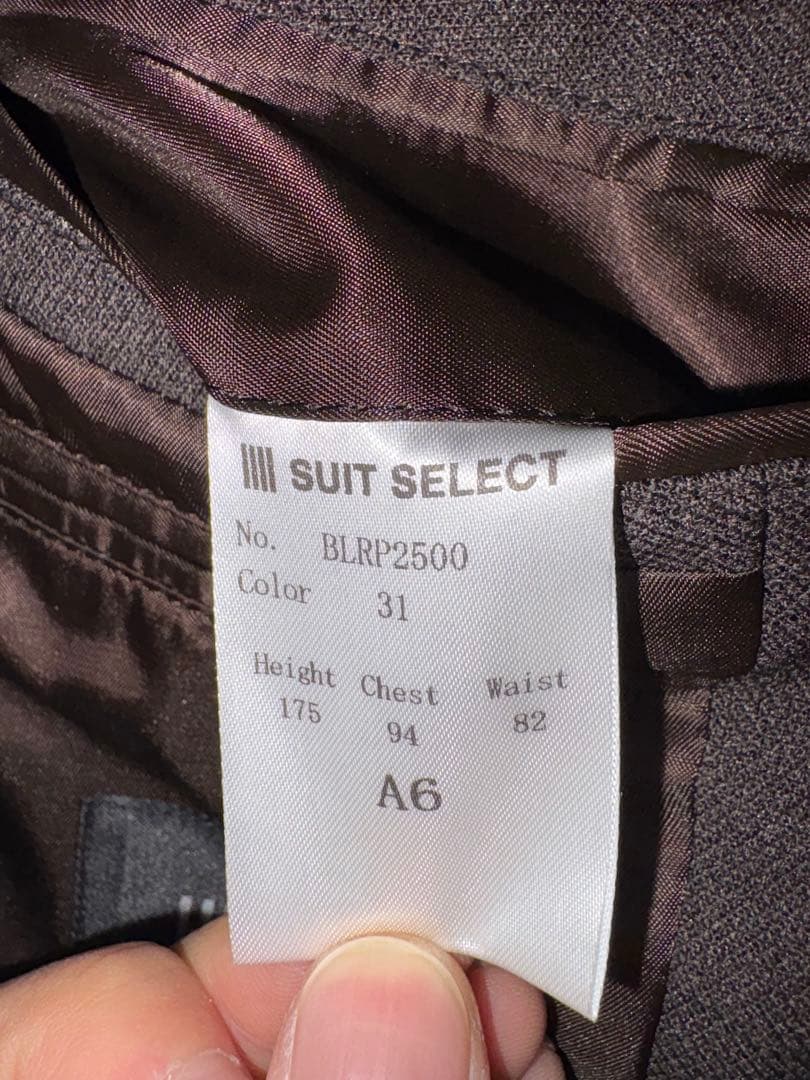 SUIT SELECT
No. BLRP2500
Color 31
Height Chest Waist
175 94 82
A6